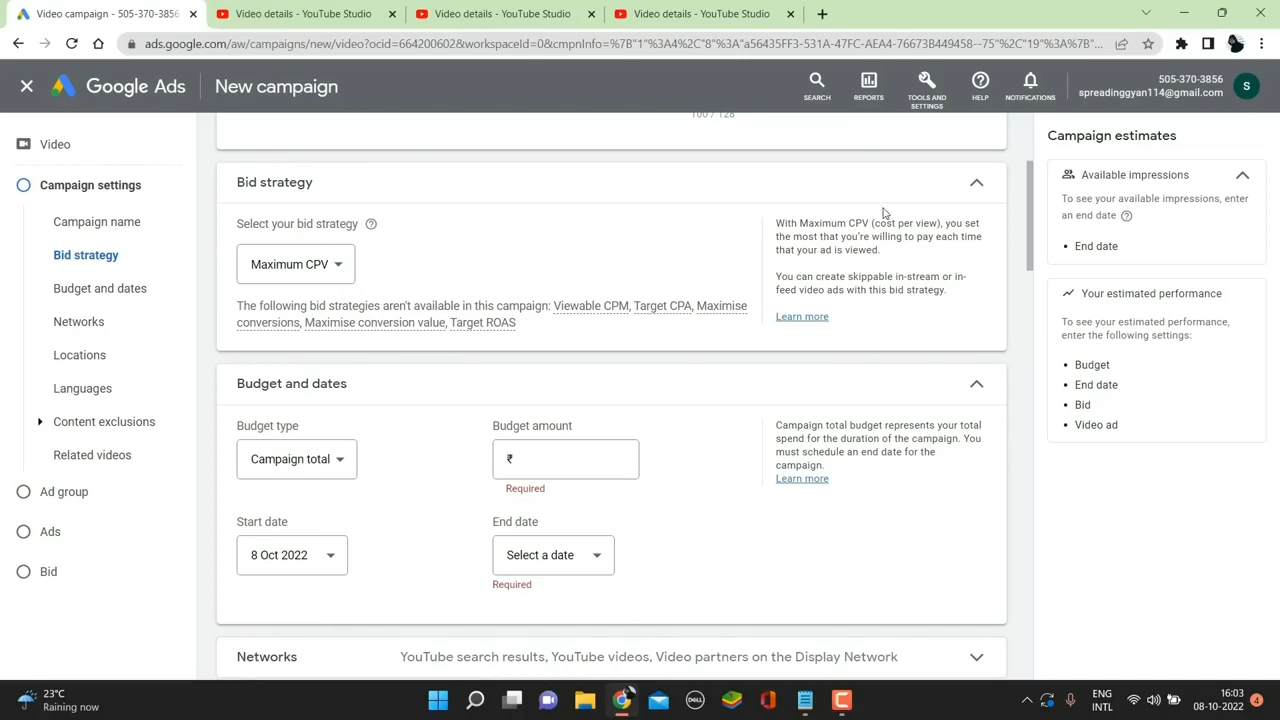 Video campaign - 505-370-3856
Video details - YouTube Studio
Video details - YouTube Studio
Video details - YouTube Studio
ads.google.com/aw/campaigns/new/video?ocid=664200602&workspaceId=0&cmpnInfo=%7B"1"%3A4%2C"8"%3A"a56435FF3-531A-47FC-AEA4-76673B449458--75"%2C"19"%3A%7B"...
Google Ads
New campaign
SEARCH
REPORTS
TOOLS AND
SETTINGS
HELP
NOTIFICATIONS
505-370-3856
spreadinggyan114@gmail.com
S
Video
Campaign settings
Campaign name
Bid strategy
Budget and dates
Networks
Locations
Languages
Content exclusions
Related videos
Ad group
Ads
Bid
100 / 128
Bid strategy
Select your bid strategy
Maximum CPV
The following bid strategies aren't available in this campaign: Viewable CPM, Target CPA, Maximise
conversions, Maximise conversion value, Target ROAS
With Maximum CPV (cost per view), you set
the most that you're willing to pay each time
that your ad is viewed.
You can create skippable in-stream or in-
feed video ads with this bid strategy.
Learn more
Budget and dates
Budget type
Campaign total
Budget amount
₹
Required
Start date
8 Oct 2022
End date
Select a date
Required
Campaign total budget represents your total
spend for the duration of the campaign. You
must schedule an end date for the
campaign.
Learn more
Networks
YouTube search results, YouTube videos, Video partners on the Display Network
Campaign estimates
Available impressions
To see your available impressions, enter
an end date
• End date
Your estimated performance
To see your estimated performance,
enter the following settings:
• Budget
• End date
• Bid
• Video ad
23°C
Raining now
DELL
ENG
INTL
16:03
08-10-2022
4